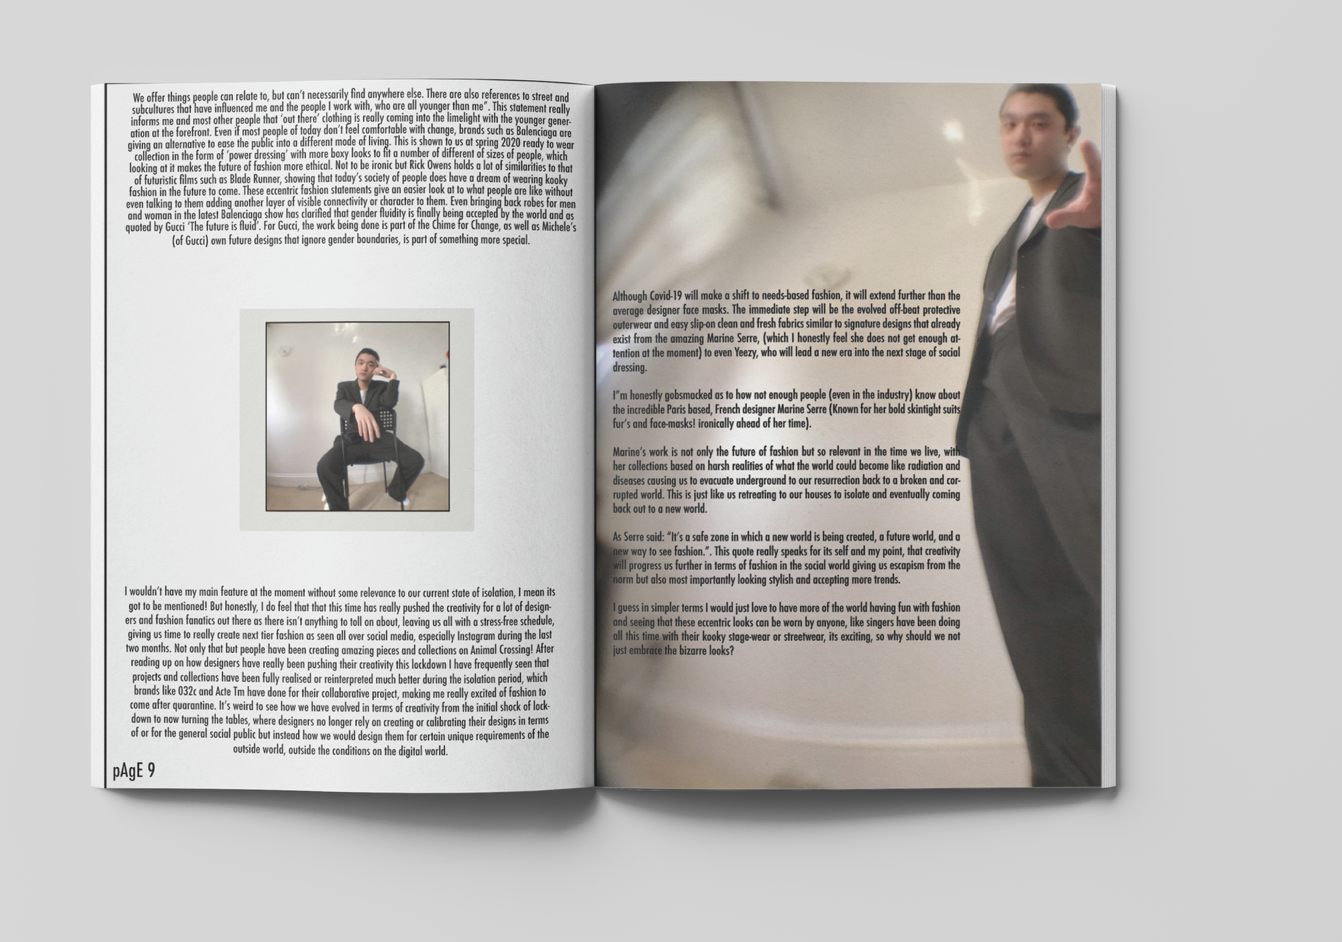 We offer things people can relate to, but can't necessarily find anywhere else. There are also references to street and
subcultures that have influenced me and the people I work with, who are all younger than me". This statement really
informs me and most other people that 'out there' clothing is really coming into the limelight with the younger gener-
ation at the forefront. Even if most people of today don't feel comfortable with change, brands such as Balenciaga are
giving an alternative to ease the public into a different mode of living. This is shown to us at spring 2020 ready to wear
collection in the form of 'power dressing' with more boxy looks to fit a number of different of sizes of people, which
looking at it makes the future of fashion more ethical. Not to be ironic but Rick Owens holds a lot of similarities to that
of futuristic films such as Blade Runner, showing that today's society of people does have a dream of wearing kooky
fashion in the future to come. These eccentric fashion statements give an easier look at to what people are like without
even talking to them adding another layer of visible connectivity or character to them. Even bringing back robes for men
and woman in the latest Balenciaga show has clarified that gender fluidity is finally being accepted by the world and as
quoted by Gucci 'The future is fluid'. For Gucci, the work being done is part of the Chime for Change, as well as Michele's
(of Gucci) own future designs that ignore gender boundaries, is part of something more special.
I wouldn't have my main feature at the moment without some relevance to our current state of isolation, I mean its
got to be mentioned! But honestly, I do feel that that this time has really pushed the creativity for a lot of design-
ers and fashion fanatics out there as there isn't anything to toll on about, leaving us all with a stress-free schedule,
giving us time to really create next tier fashion as seen all over social media, especially Instagram during the last
two months. Not only that but people have been creating amazing pieces and collections on Animal Crossing! After
reading up on how designers have really been pushing their creativity this lockdown I have frequently seen that
projects and collections have been fully realised or reinterpreted much better during the isolation period, which
brands like 032c and Acte Tm have done for their collaborative project, making me really excited of fashion to
come after quarantine. It's weird to see how we have evolved in terms of creativity from the initial shock of lock-
down to now turning the tables, where designers no longer rely on creating or calibrating their designs in terms
of or for the general social public but instead how we would design them for certain unique requirements of the
outside world, outside the conditions on the digital world.
pAgE 9
Although Covid-19 will make a shift to needs-based fashion, it will extend further than the
average designer face masks. The immediate step will be the evolved off-beat protective
outerwear and easy slip-on clean and fresh fabrics similar to signature designs that already
exist from the amazing Marine Serre, (which I honestly feel she does not get enough at-
tention at the moment) to even Yeezy, who will lead a new era into the next stage of social
dressing.
I"m honestly gobsmacked as to how not enough people (even in the industry) know about
the incredible Paris based, French designer Marine Serre (Known for her bold skintight suits
fur's and face-masks! ironically ahead of her time).
Marine's work is not only the future of fashion but so relevant in the time we live, with
her collections based on harsh realities of what the world could become like radiation and
diseases causing us to evacuate underground to our resurrection back to a broken and cor-
rupted world. This is just like us retreating to our houses to isolate and eventually coming
back out to a new world.
As Serre said: "It's a safe zone in which a new world is being created, a future world, and a
new way to see fashion.". This quote really speaks for its self and my point, that creativity
will progress us further in terms of fashion in the social world giving us escapism from the
norm but also most importantly looking stylish and accepting more trends.
I guess in simpler terms I would just love to have more of the world having fun with fashion
and seeing that these eccentric looks can be worn by anyone, like singers have been doing
all this time with their kooky stage-wear or streetwear, its exciting, so why should we not
just embrace the bizarre looks?